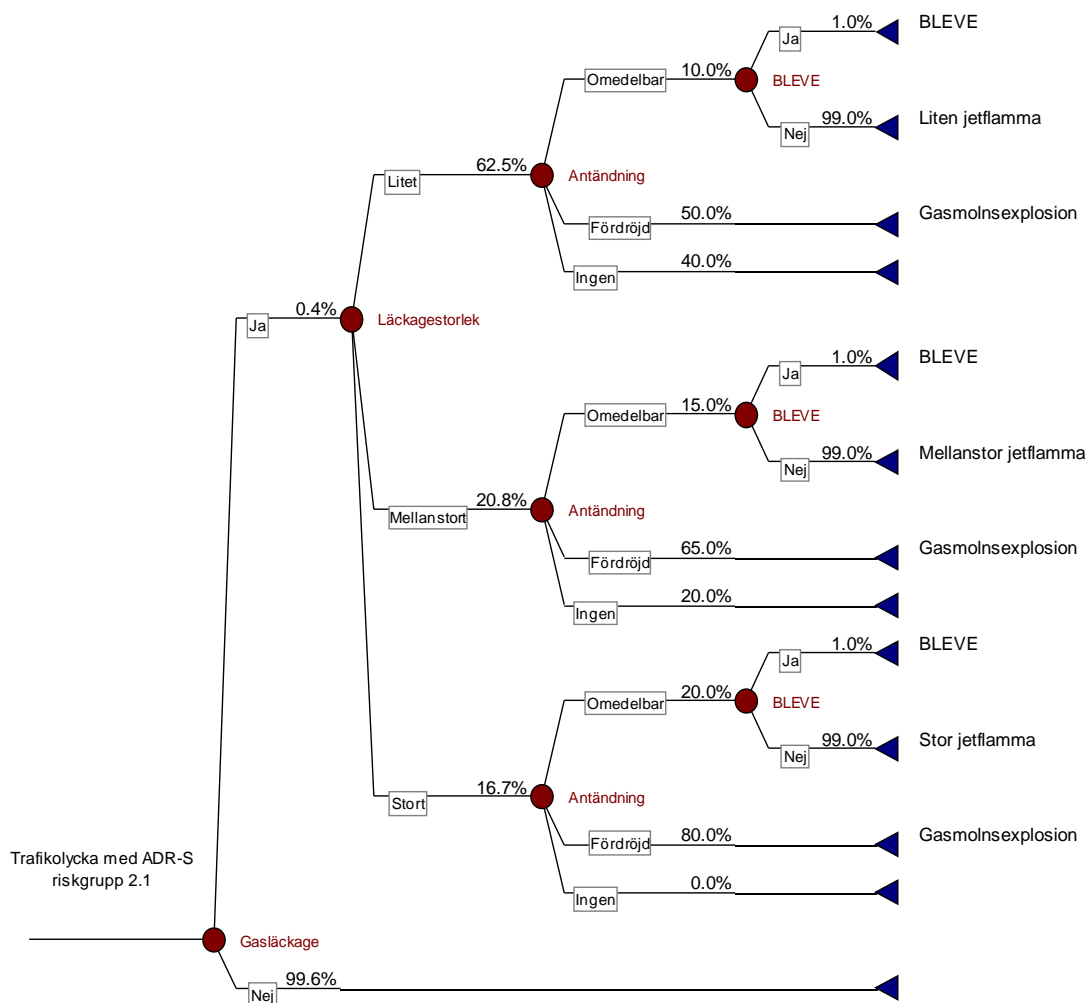 Ja
1.0%
BLEVE
Omedelbar
10.0%
BLEVE
Nej
99.0%
Liten jetflamma
Litet
62.5%
Antändning
Fördröjd
50.0%
Gasmolnsexplosion
Ingen
40.0%
Ja
0.4%
Läckagestorlek
Ja
1.0%
BLEVE
Omedelbar
15.0%
BLEVE
Nej
99.0%
Mellanstor jetflamma
Mellanstort
20.8%
Antändning
Fördröjd
65.0%
Gasmolnsexplosion
Ingen
20.0%
Ja
1.0%
BLEVE
Omedelbar
20.0%
BLEVE
Nej
99.0%
Stor jetflamma
Stort
16.7%
Antändning
Fördröjd
80.0%
Gasmolnsexplosion
Ingen
0.0%
Trafikolycka med ADR-S
riskgrupp 2.1
Gasläckage
Nej
99.6%